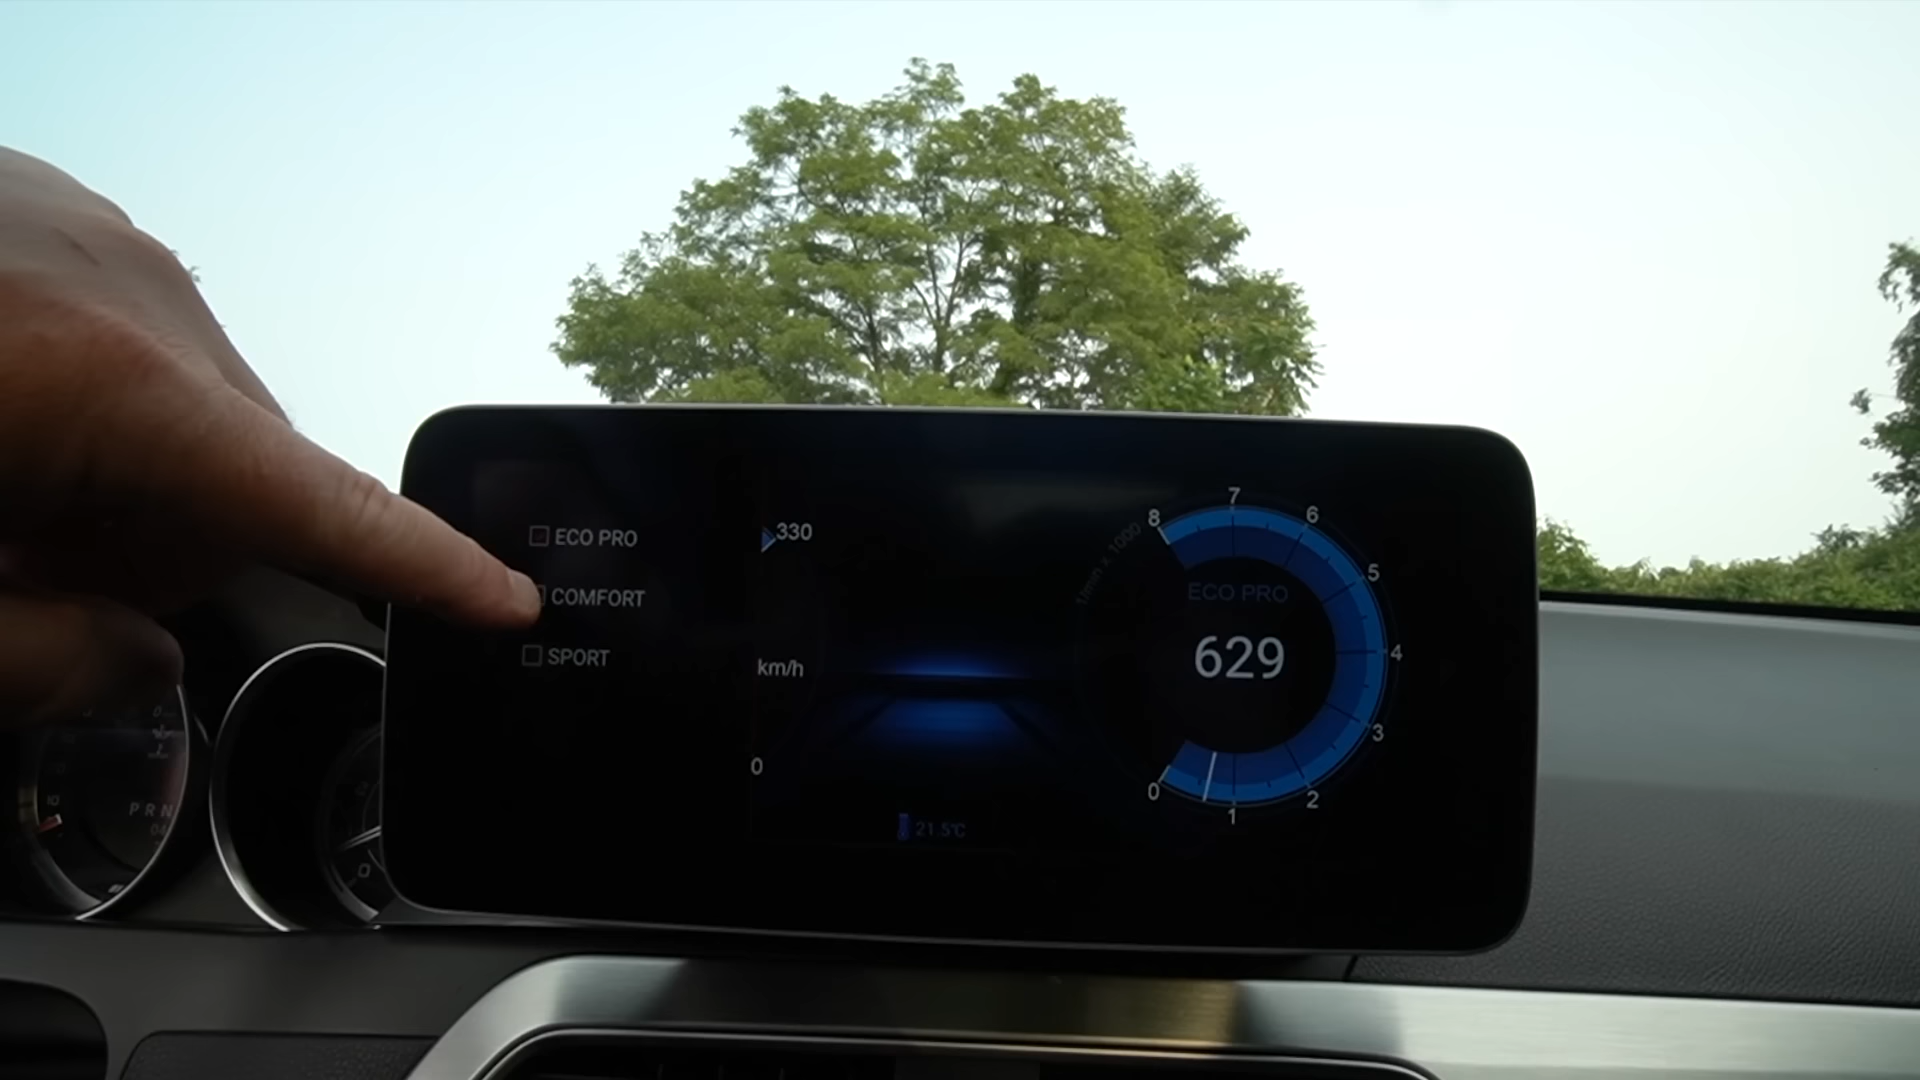 ECO PRO
COMFORT
SPORT
330
km/h
0
21.5°C
1/min x 1000
8
7
6
5
4
3
2
1
0
ECO PRO
629
P R N